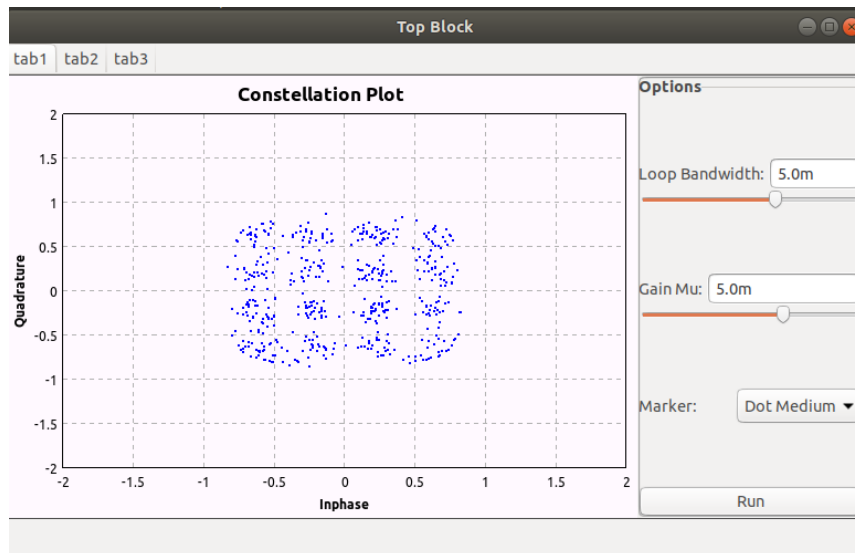 Top Block
tab1 tab2 tab3
Constellation Plot
2
1.5
1
0.5
0
-0.5
-1
-1.5
-2
Quadrature
-2 -1.5 -1 -0.5 0 0.5 1 1.5 2
Inphase
Options
Loop Bandwidth: 5.0m
Gain Mu: 5.0m
Marker: Dot Medium
Run